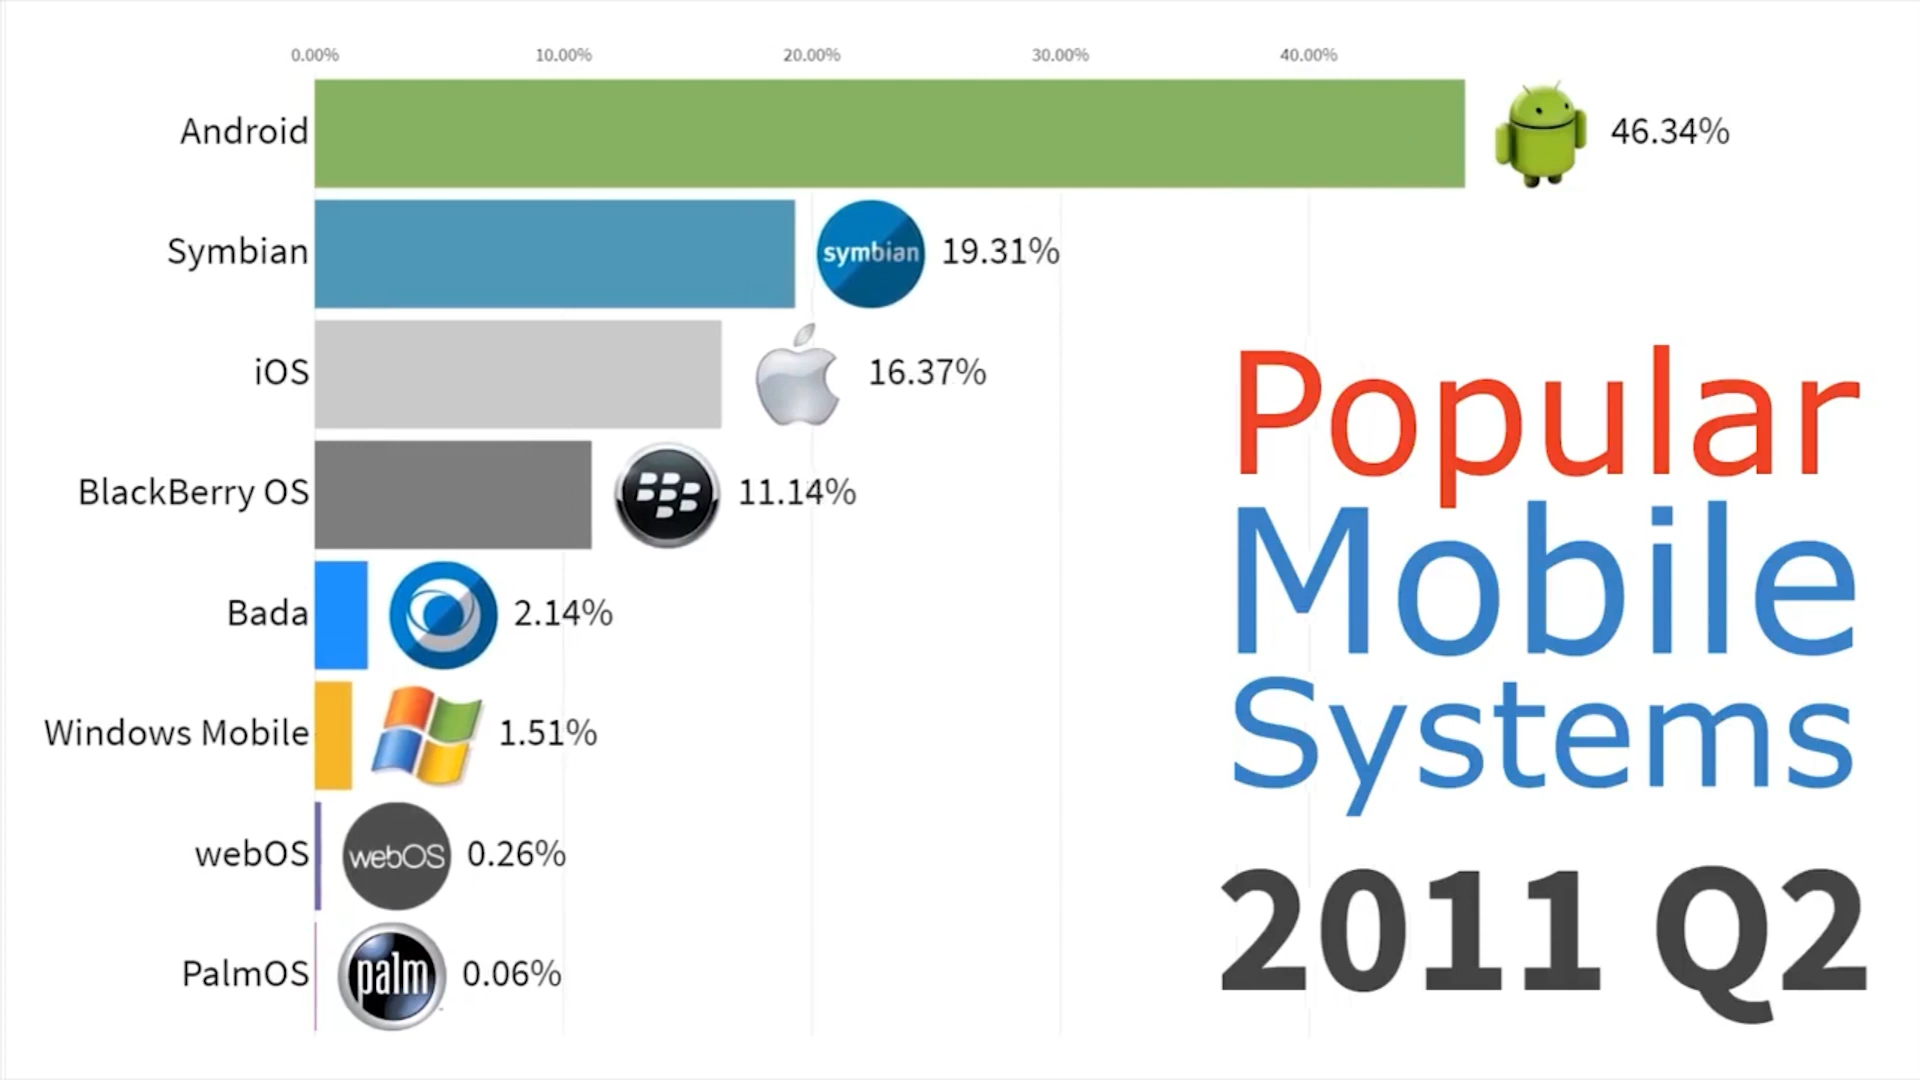 0.00% 10.00% 20.00% 30.00% 40.00%
Android 46.34%
Symbian symbian 19.31%
iOS 16.37%
BlackBerry OS 11.14%
Bada 2.14%
Windows Mobile 1.51%
webOS webOS 0.26%
PalmOS palm 0.06%
Popular
Mobile
Systems
2011 Q2